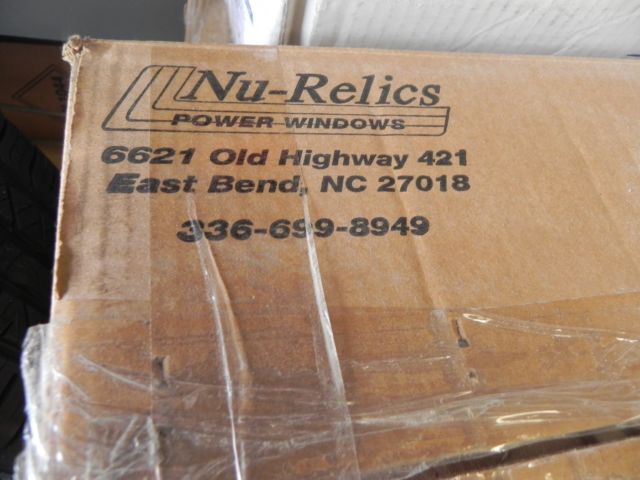 Nu-Relics
POWER WINDOWS
6621 Old Highway 421
East Bend, NC 27018
336-699-8949